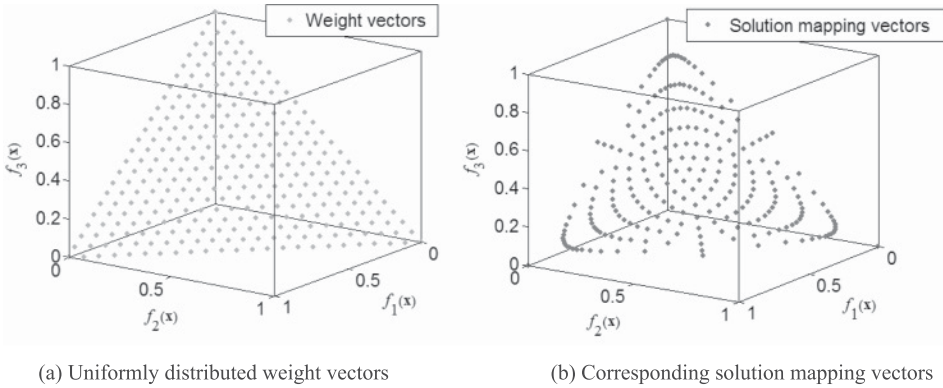 Weight vectors
1
0.8
0.6
0.4
0.2
0
f3(x)
0
0.5
1
f2(x)
1
0.5
0
f1(x)
(a) Uniformly distributed weight vectors
Solution mapping vectors
1
0.8
0.6
0.4
0.2
0
f3(x)
0
0.5
1
f2(x)
1
0.5
0
f1(x)
(b) Corresponding solution mapping vectors